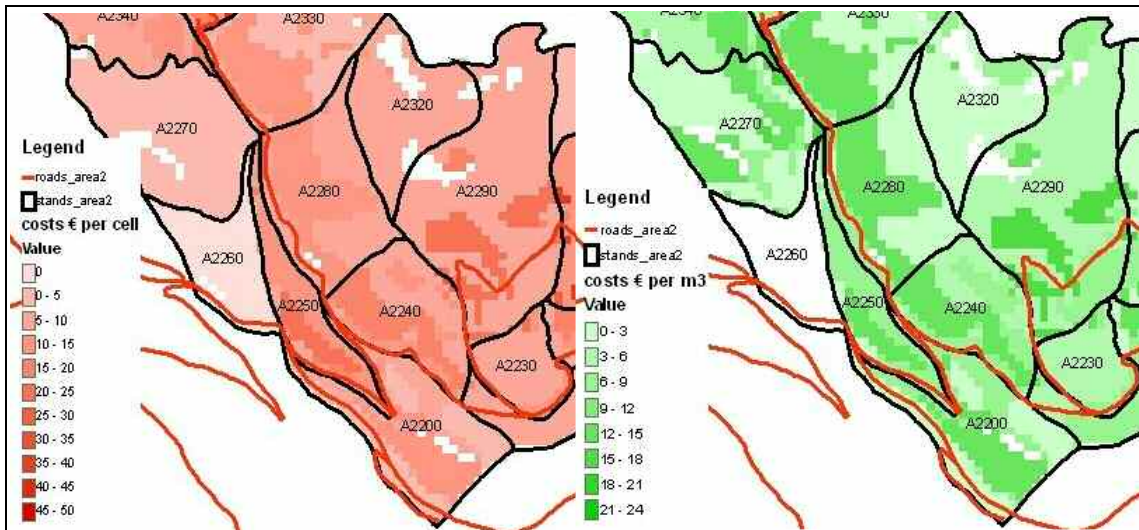 A2340
A2330
A2320
A2270
A2280
A2290
A2260
A2250
A2240
A2230
A2200
Legend
roads_area2
stands_area2
costs € per cell
Value
0
0 - 5
5 - 10
10 - 15
15 - 20
20 - 25
25 - 30
30 - 35
35 - 40
40 - 45
45 - 50
A2340
A2330
A2320
A2270
A2280
A2290
A2260
A2250
A2240
A2230
A2200
Legend
roads_area2
stands_area2
costs € per m3
Value
0 - 3
3 - 6
6 - 9
9 - 12
12 - 15
15 - 18
18 - 21
21 - 24